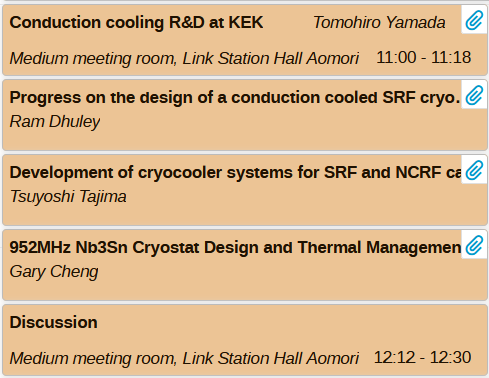 Conduction cooling R&D at KEK Tomohiro Yamada
Medium meeting room, Link Station Hall Aomori 11:00 - 11:18
Progress on the design of a conduction cooled SRF cryo.
Ram Dhuley
Development of cryocooler systems for SRF and NCRF ca
Tsuyoshi Tajima
952MHz Nb3Sn Cryostat Design and Thermal Managemen
Gary Cheng
Discussion
Medium meeting room, Link Station Hall Aomori 12:12 - 12:30